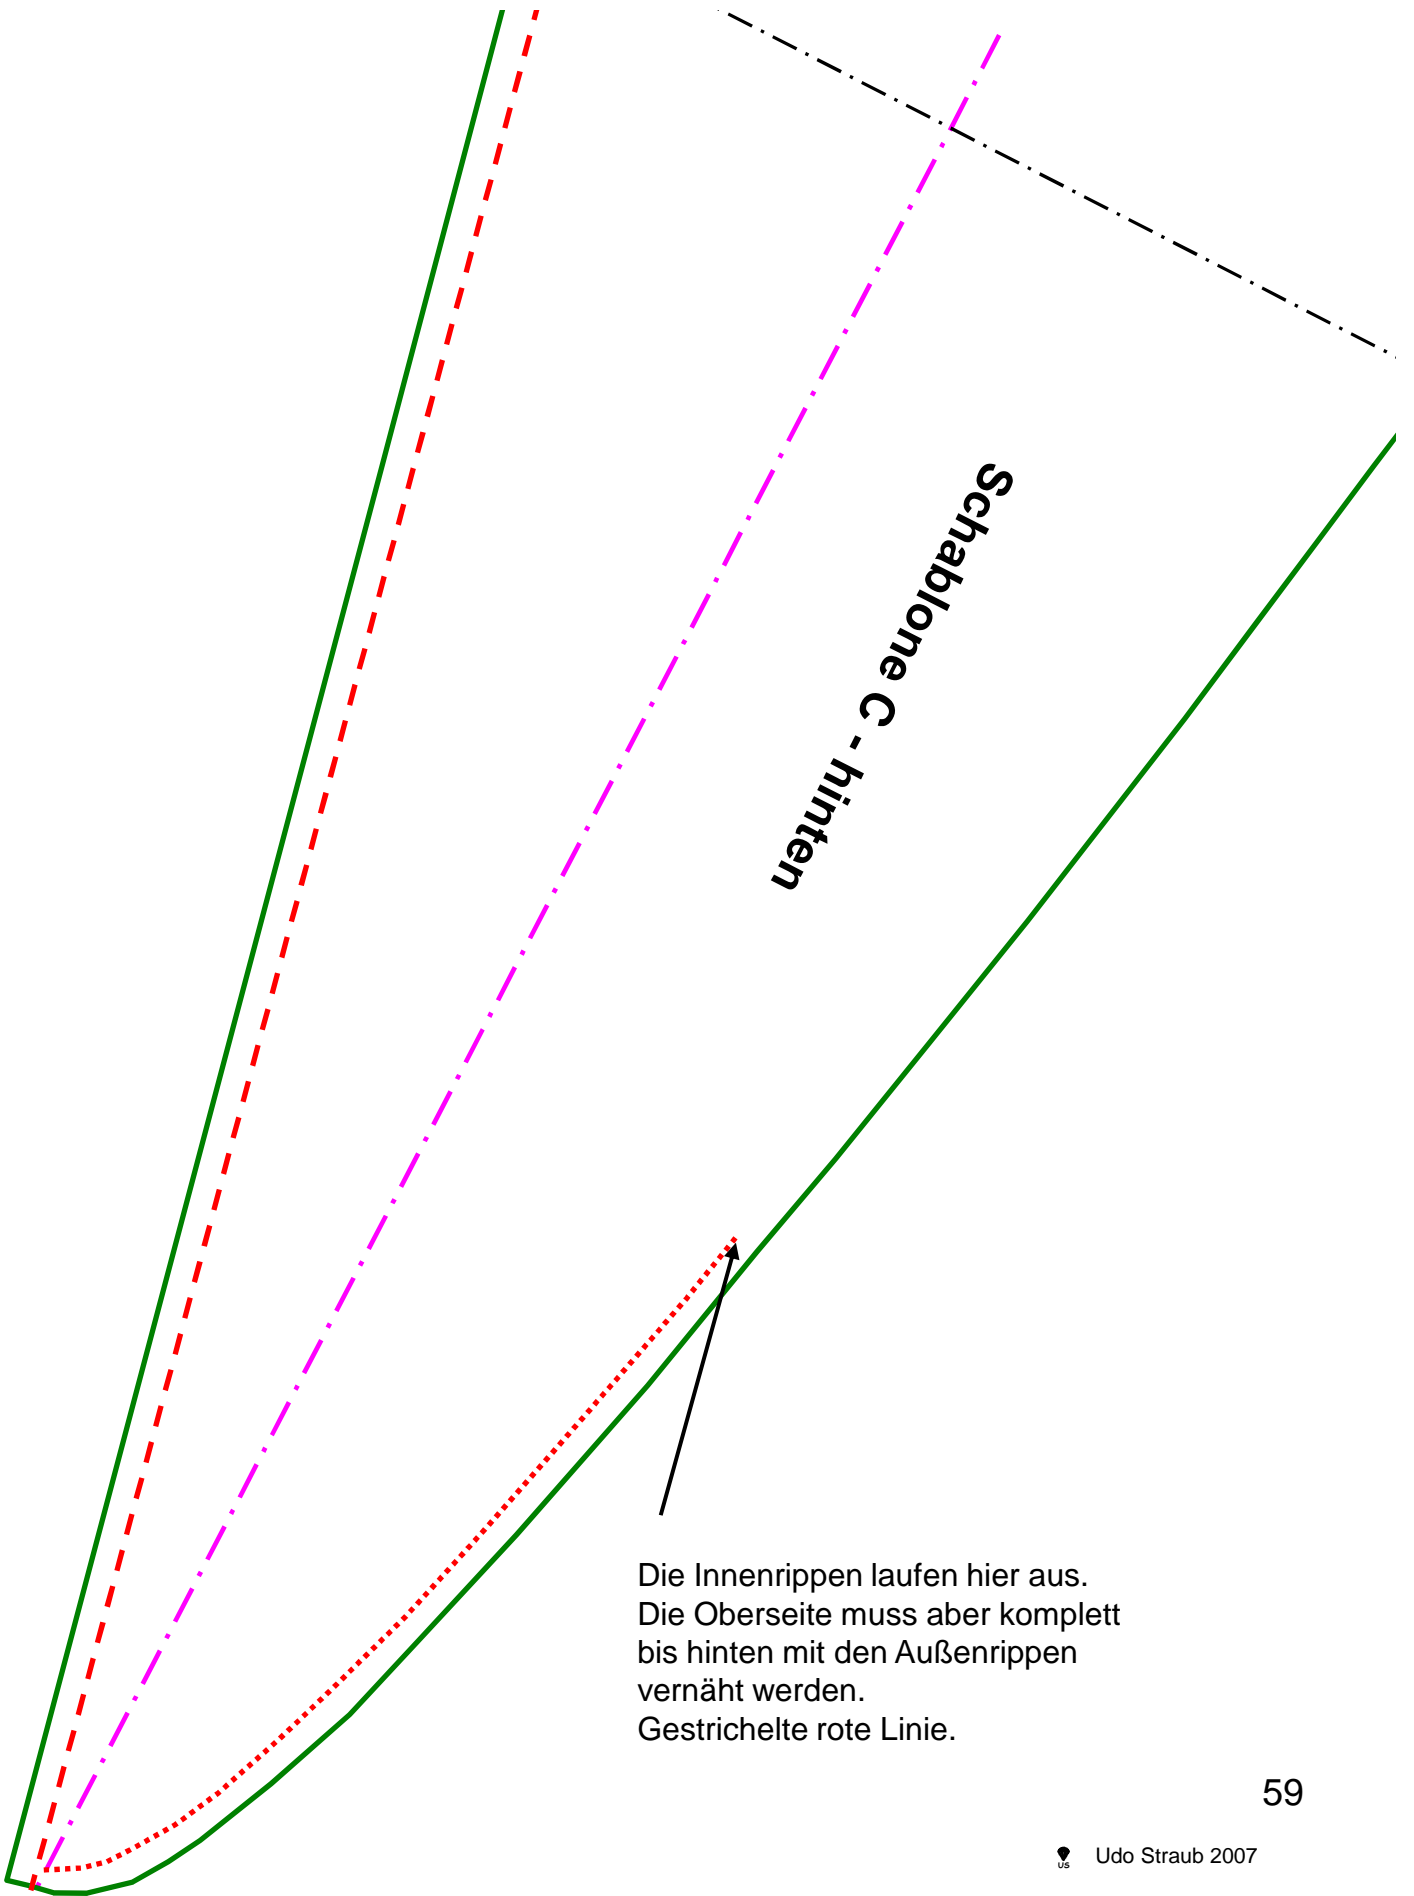 Schablone C - hinten
Die Innenrippen laufen hier aus.
Die Oberseite muss aber komplett
bis hinten mit den Außenrippen
vernäht werden.
Gestrichelte rote Linie.
59
US
Udo Straub 2007